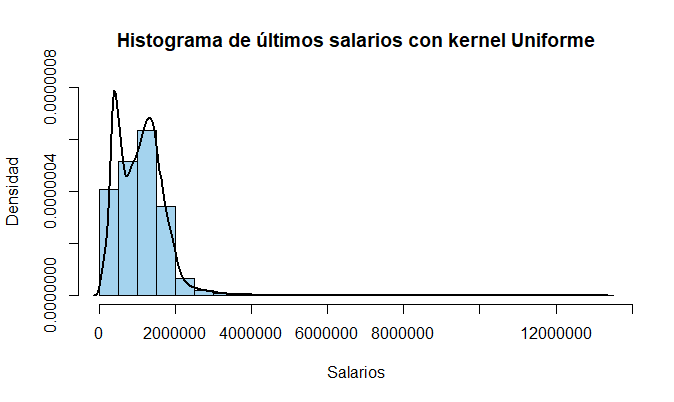 Histograma de últimos salarios con kernel Uniforme
Densidad
0.0000008
0.0000004
0.0000000
0 2000000 4000000 6000000 8000000 12000000
Salarios